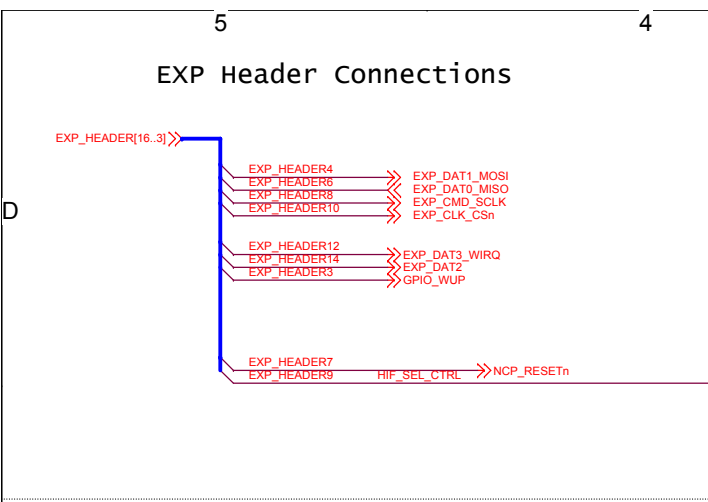 5 4
EXP Header Connections
EXP_HEADER[16..3]
EXP_HEADER4 EXP_DAT1_MOSI
EXP_HEADER6 EXP_DAT0_MISO
EXP_HEADER8 EXP_CMD_SCLK
EXP_HEADER10 EXP_CLK_CSn
D
EXP_HEADER12 EXP_DAT3_WIRQ
EXP_HEADER14 EXP_DAT2
EXP_HEADER3 GPIO_WUP
EXP_HEADER7 NCP_RESETn
EXP_HEADER9 HIF_SEL_CTRL